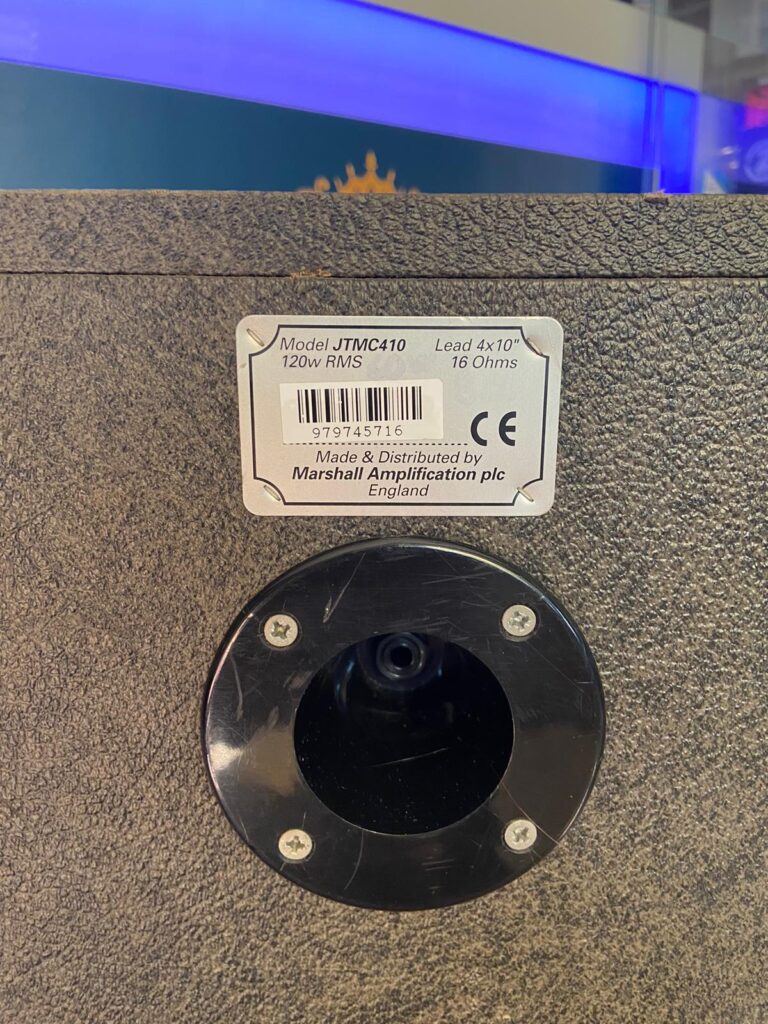 Model JTMC410 Lead 4x10"
120w RMS 16 Ohms
979745716
CE
Made & Distributed by
Marshall Amplification plc
England